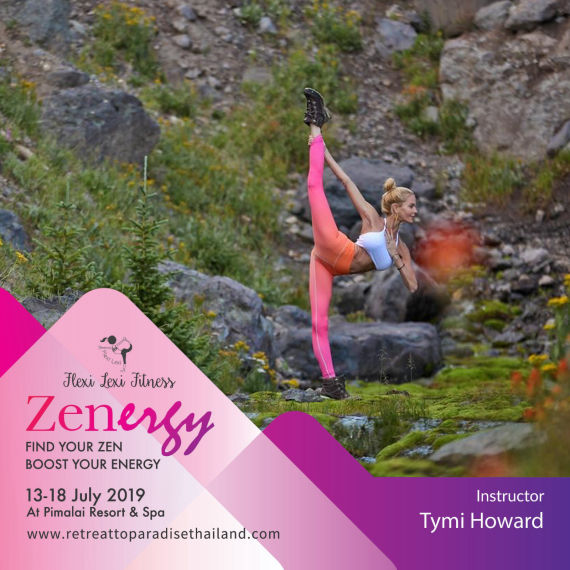 Flexi Lexi Fitness
Zenergy
FIND YOUR ZEN
BOOST YOUR ENERGY
13-18 July 2019
At Pimalai Resort & Spa
www.retreattoparadisethailand.com
Instructor
Tymi Howard